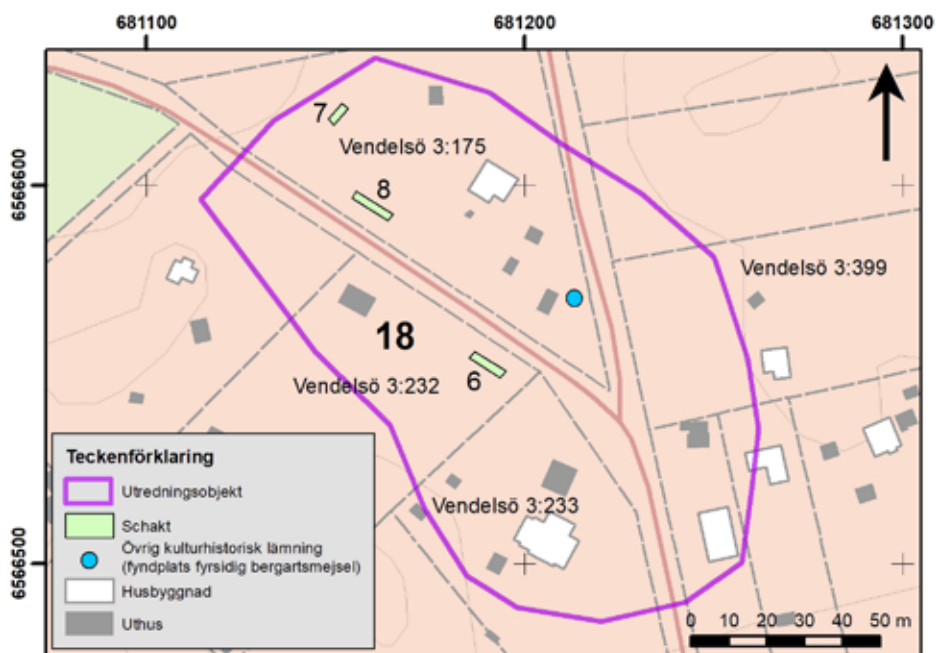 681100
681200
681300
6566600
6566500
7
Vendelsö 3:175
8
Vendelsö 3:399
18
6
Vendelsö 3:232
Vendelsö 3:233
Teckenförklaring
Utredningsobjekt
Schakt
Övrig kulturhistorisk lämning
(fyndplats fyrsidig bergartsmejsel)
Husbyggnad
Uthus
0 10 20 30 40 50 m